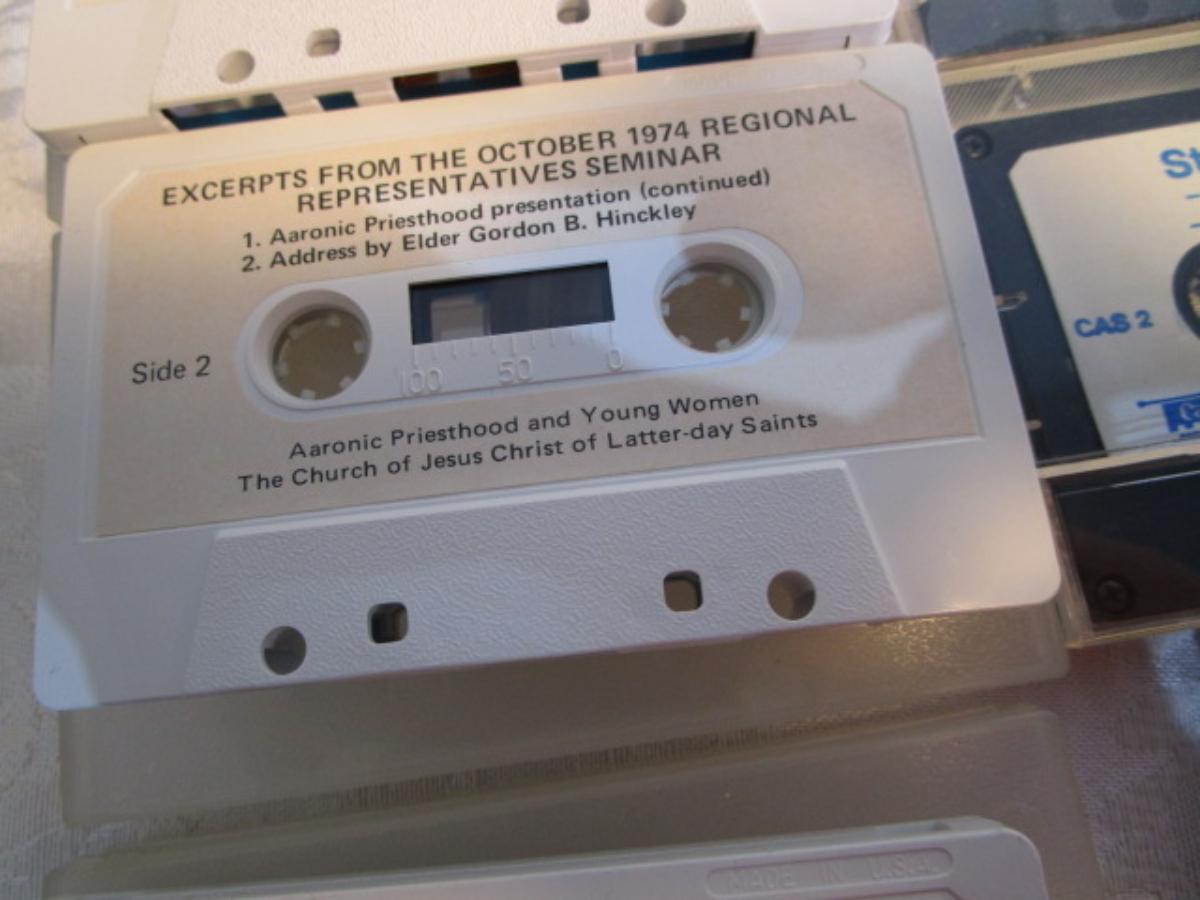 EXCERPTS FROM THE OCTOBER 1974 REGIONAL
REPRESENTATIVES SEMINAR
1. Aaronic Priesthood presentation (continued)
2. Address by Elder Gordon B. Hinckley
Side 2
100 50 0
Aaronic Priesthood and Young Women
The Church of Jesus Christ of Latter-day Saints
CAS 2
MADE IN U.S.A.